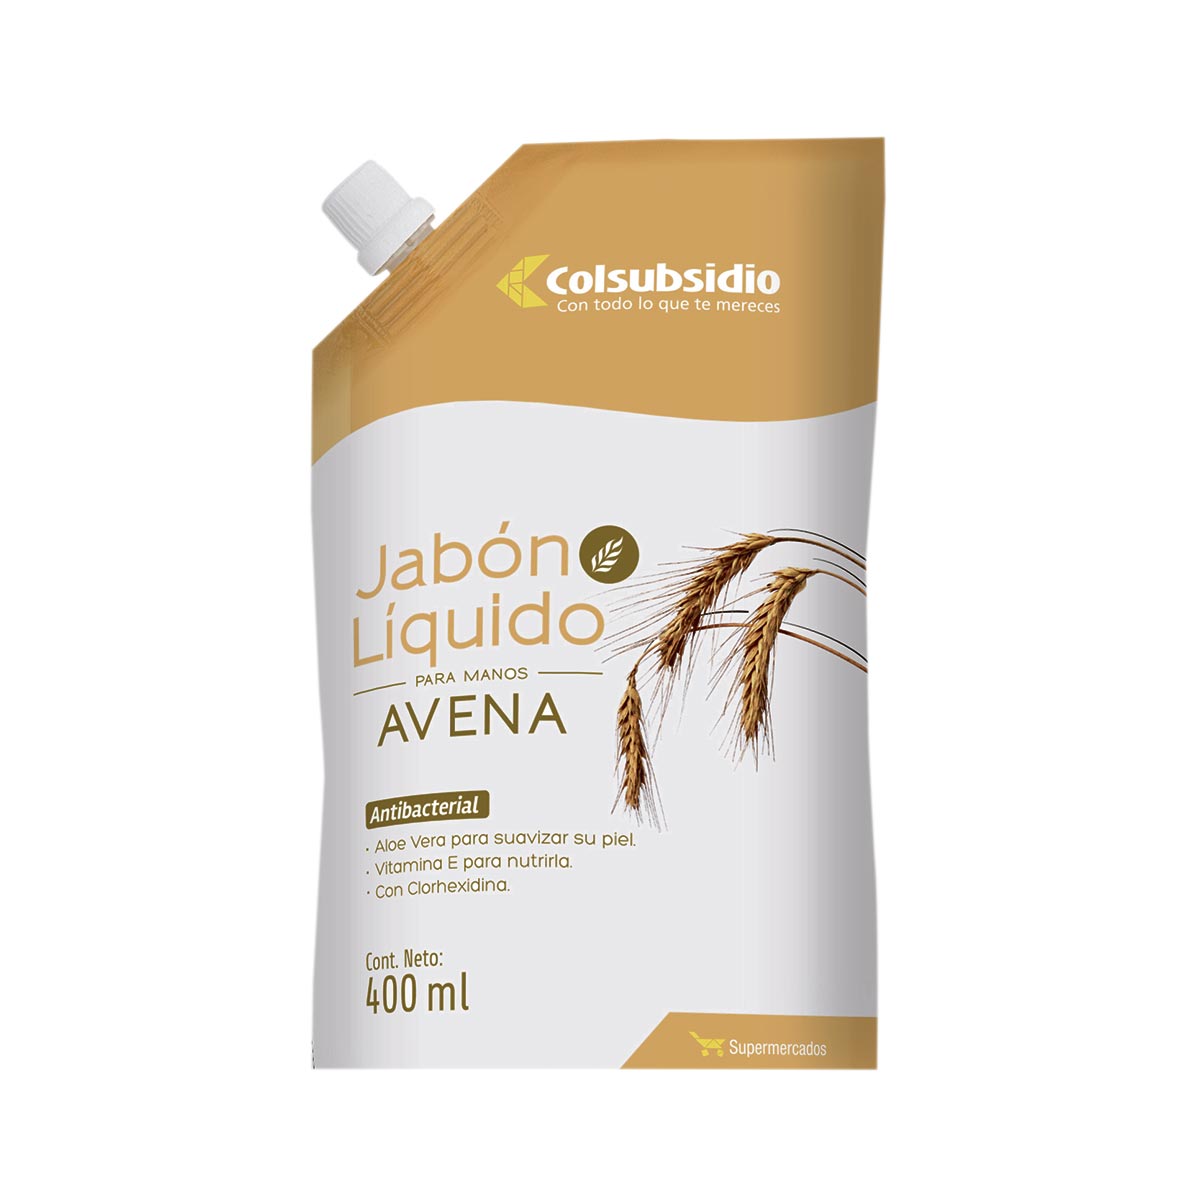 Colsubsidio
Con todo lo que te mereces
Jabón
Líquido
PARA MANOS
AVENA
Antibacterial
· Aloe Vera para suavizar su piel.
· Vitamina E para nutrirla.
· Con Clorhexidina.
Cont. Neto:
400 ml
Supermercados